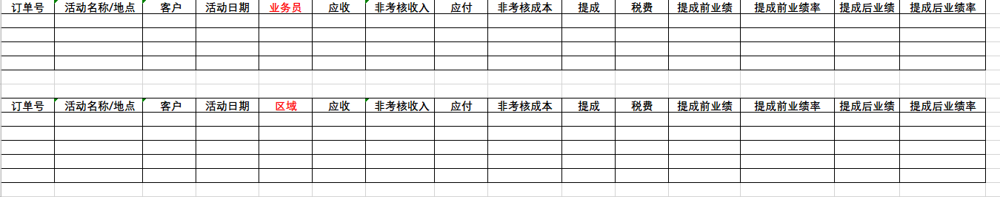 订单号 活动名称/地点 客户 活动日期 业务员 应收 非考核收入 应付 非考核成本 提成 税费 提成前业绩 提成前业绩率 提成后业绩 提成后业绩率
订单号 活动名称/地点 客户 活动日期 区域 应收 非考核收入 应付 非考核成本 提成 税费 提成前业绩 提成前业绩率 提成后业绩 提成后业绩率